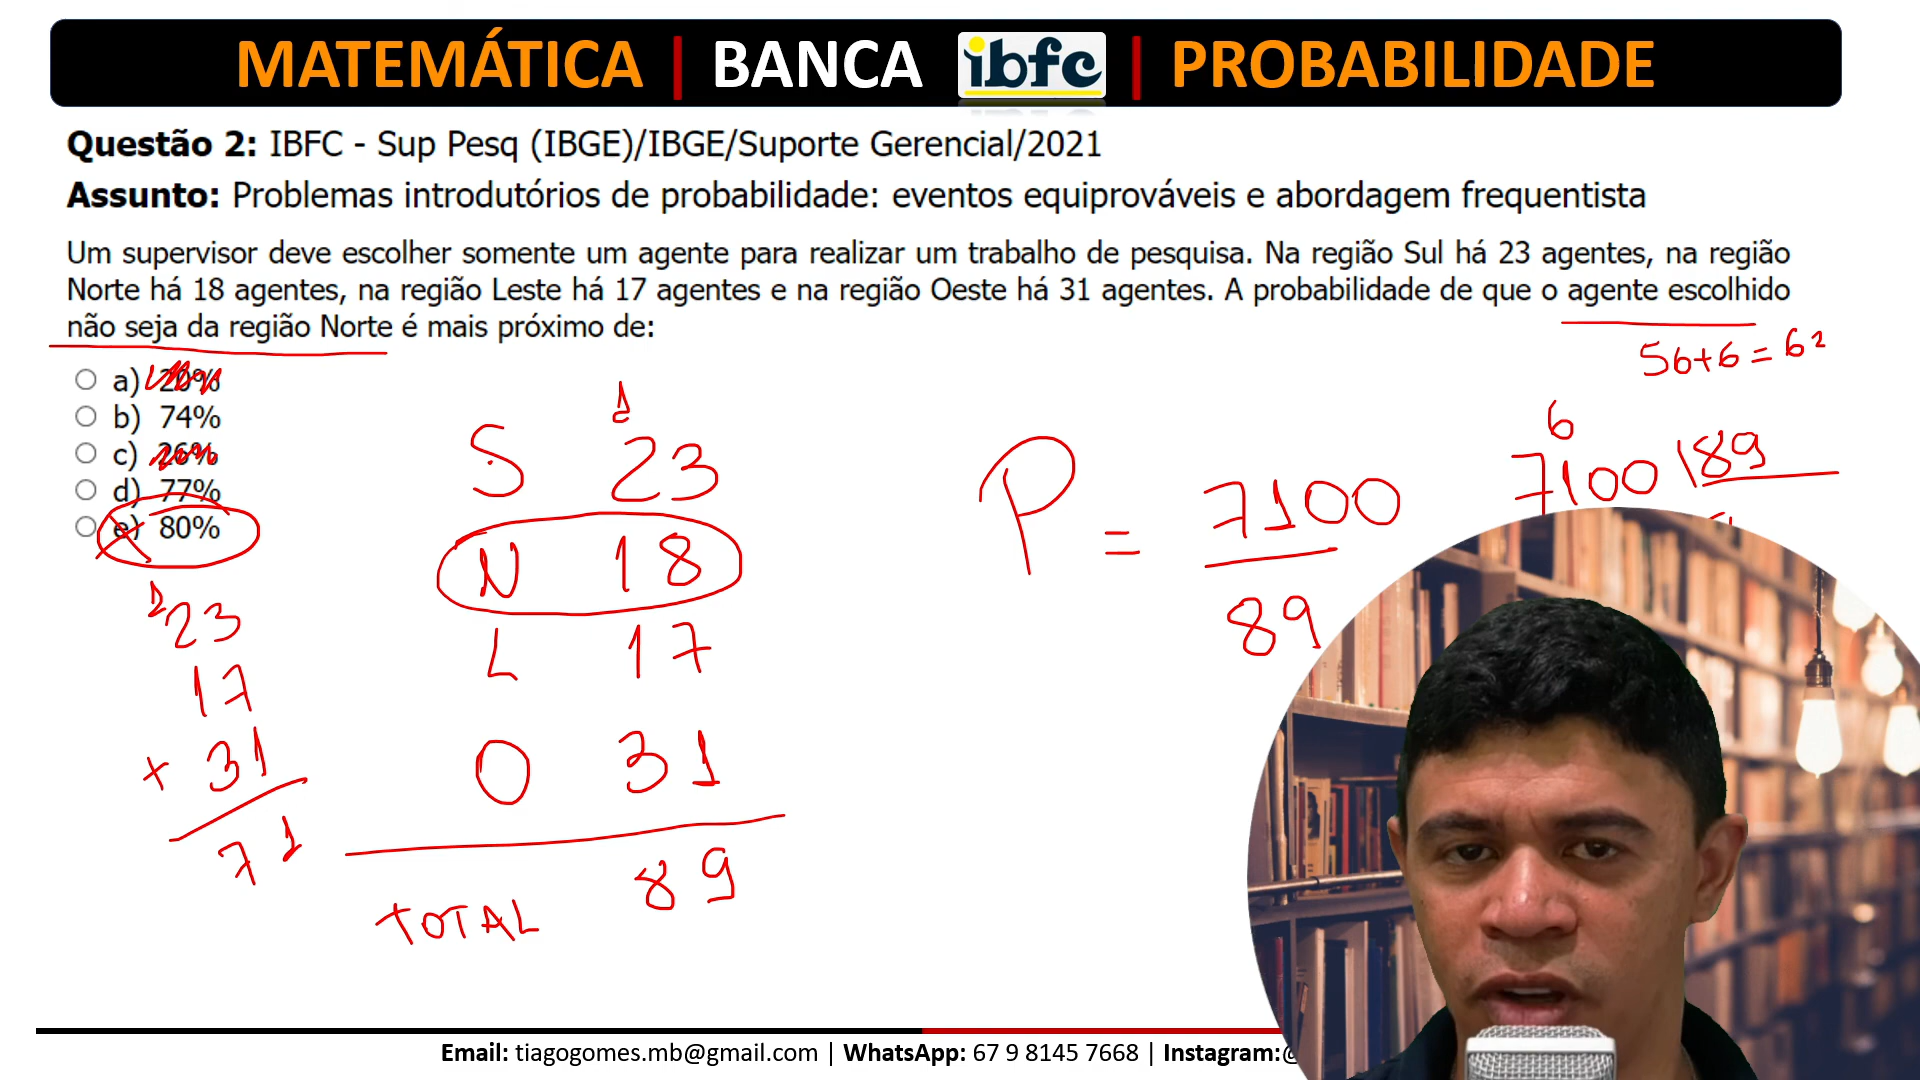 MATEMÁTICA | BANCA ibfc | PROBABILIDADE
Questão 2: IBFC - Sup Pesq (IBGE)/IBGE/Suporte Gerencial/2021
Assunto: Problemas introdutórios de probabilidade: eventos equiprováveis e abordagem frequentista
Um supervisor deve escolher somente um agente para realizar um trabalho de pesquisa. Na região Sul há 23 agentes, na região
Norte há 18 agentes, na região Leste há 17 agentes e na região Oeste há 31 agentes. A probabilidade de que o agente escolhido
não seja da região Norte é mais próximo de:
a) 20%
b) 74%
c) 26%
d) 77%
e) 80%
1
23
17
+ 31
71
1
S 23
N 18
L 17
O 31
TOTAL 89
P = 7100
89
56+6=62
6
7100 89
Email: tiagogomes.mb@gmail.com | WhatsApp: 67 9 8145 7668 | Instagram: